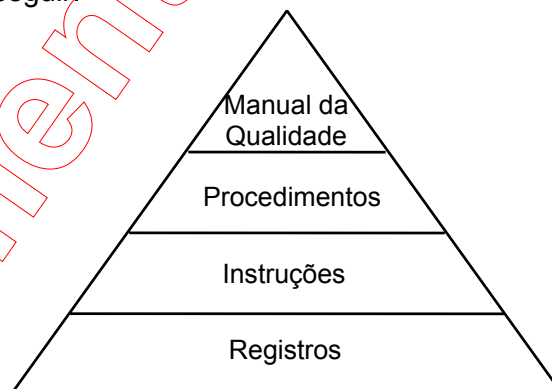 Manual da
Qualidade
Procedimentos
Instruções
Registros